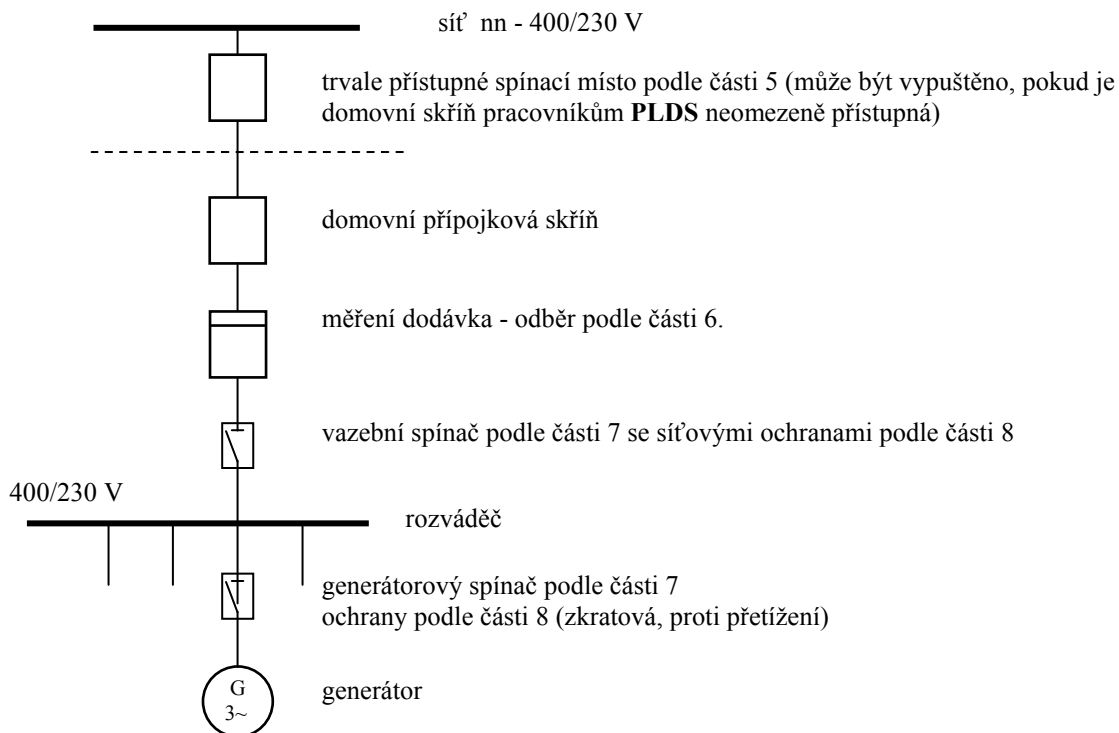 síť nn - 400/230 V
trvale přístupné spínací místo podle části 5 (může být vypuštěno, pokud je
domovní skříň pracovníkům PLDS neomezeně přístupná)
domovní přípojková skříň
měření dodávka - odběr podle části 6.
vazební spínač podle části 7 se síťovými ochranami podle části 8
400/230 V
rozváděč
generátorový spínač podle části 7
ochrany podle části 8 (zkratová, proti přetížení)
G
3~
generátor